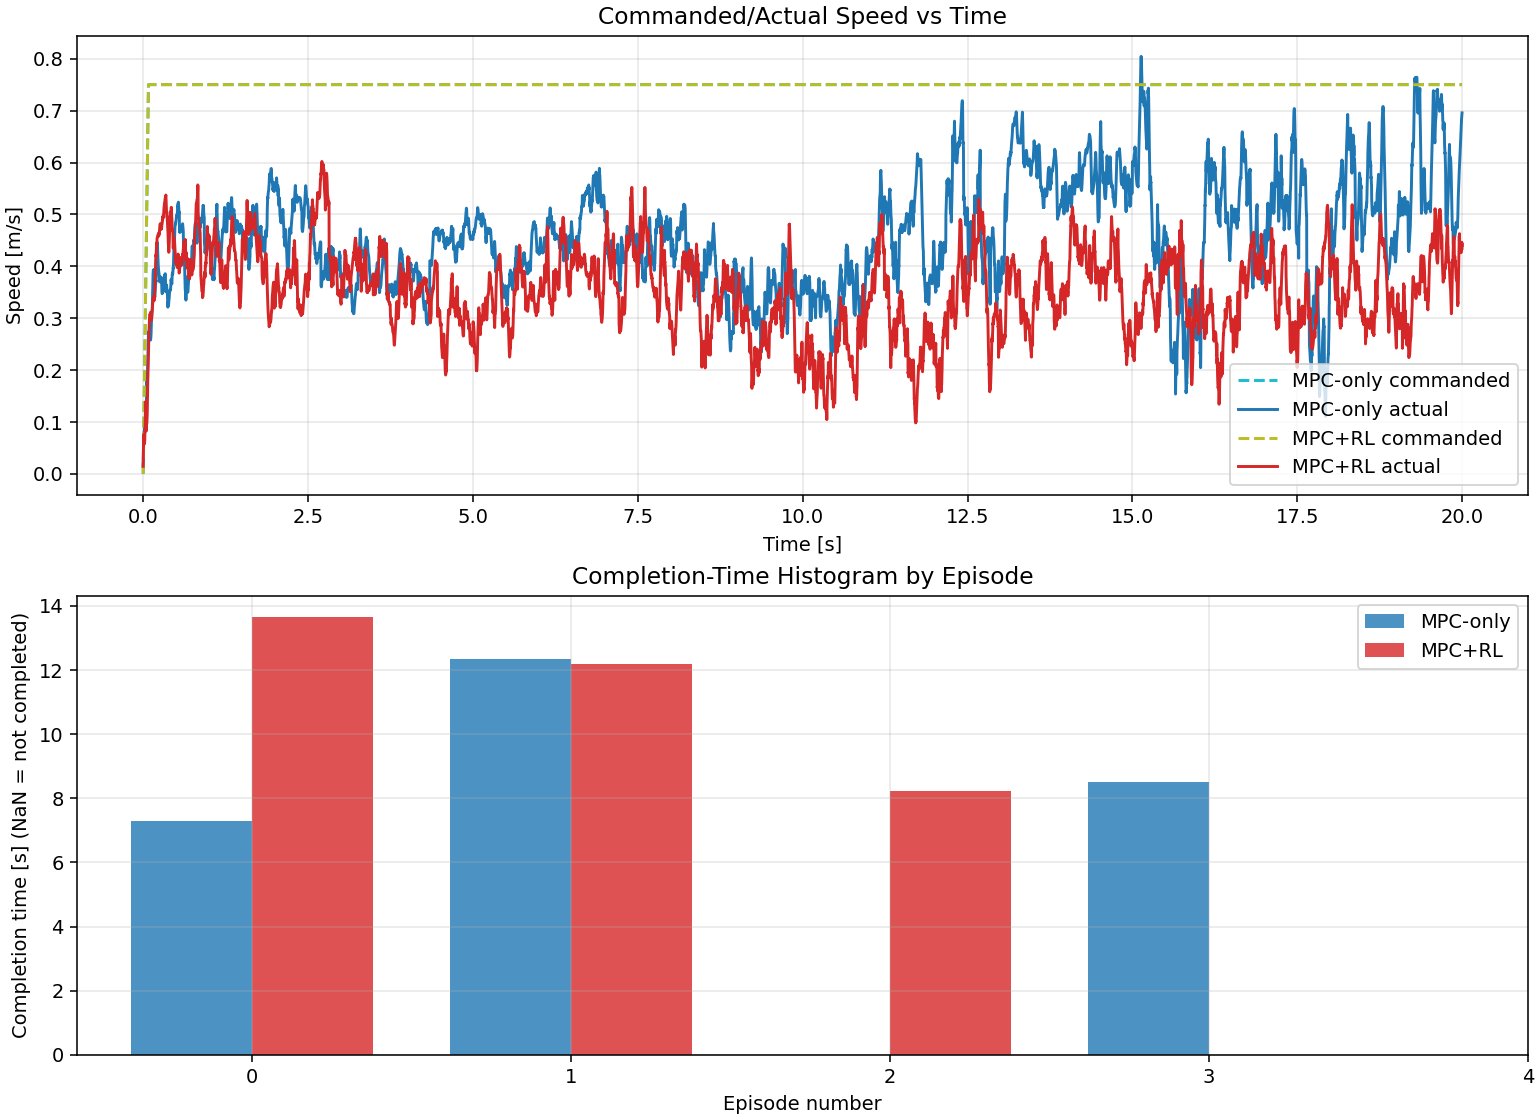 Commanded/Actual Speed vs Time
Speed [m/s]
0.8
0.7
0.6
0.5
0.4
0.3
0.2
0.1
0.0
MPC-only commanded
MPC-only actual
MPC+RL commanded
MPC+RL actual
0.0 2.5 5.0 7.5 10.0 12.5 15.0 17.5 20.0
Time [s]
Completion-Time Histogram by Episode
Completion time [s] (NaN = not completed)
14
12
10
8
6
4
2
0
MPC-only
MPC+RL
0 1 2 3 4
Episode number